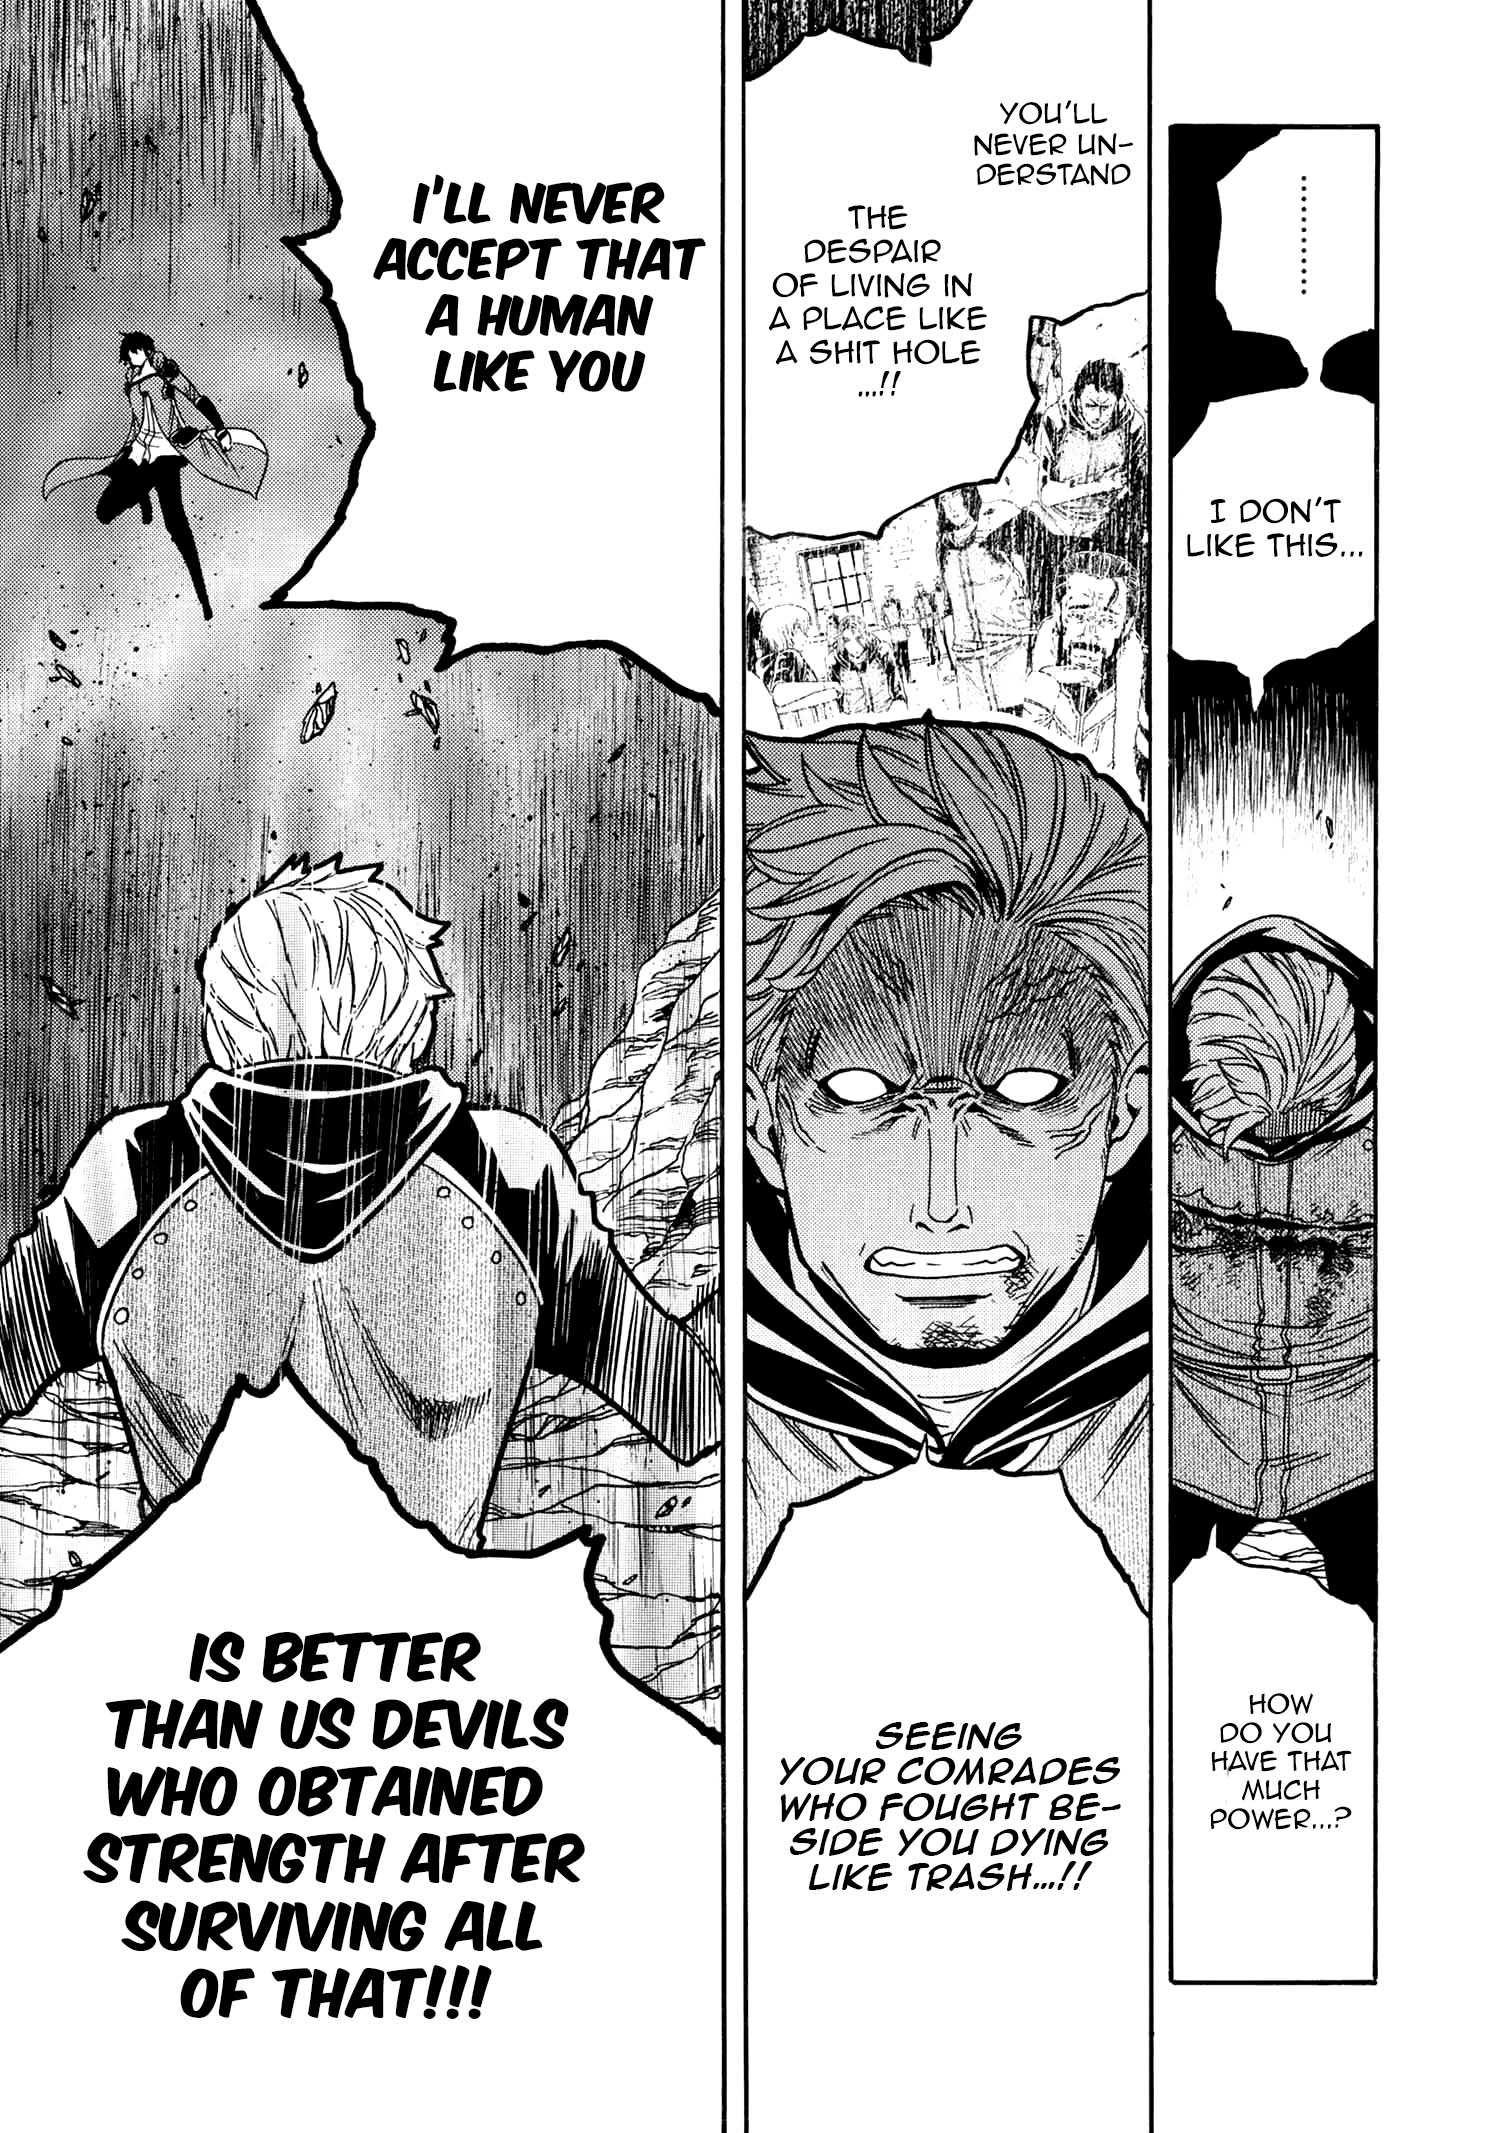 ..........
I DON'T
LIKE THIS...
HOW
DO YOU
HAVE THAT
MUCH
POWER...?
YOU'LL
NEVER UN-
DERSTAND
THE
DESPAIR
OF LIVING IN
A PLACE LIKE
A SHIT HOLE
...!!
SEEING
YOUR COMRADES
WHO FOUGHT BE-
SIDE YOU DYING
LIKE TRASH...!!
I'LL NEVER
ACCEPT THAT
A HUMAN
LIKE YOU
IS BETTER
THAN US DEVILS
WHO OBTAINED
STRENGTH AFTER
SURVIVING ALL
OF THAT!!!